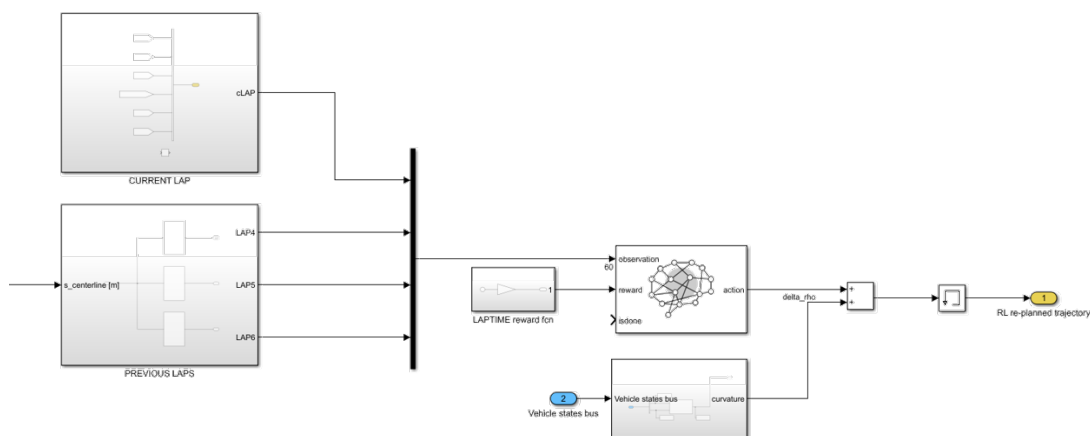 cLAP
CURRENT LAP
s_centerline [m]
LAP4
LAP5
LAP6
PREVIOUS LAPS
1
LAPTIME reward fcn
observation
60
reward
isdone
action
delta_rho
+
+
1
RL re-planned trajectory
2
Vehicle states bus
Vehicle states bus
curvature